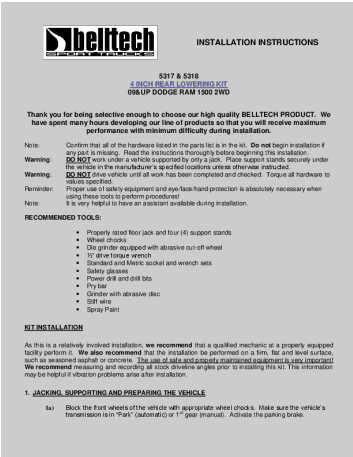 belltech
SPORT TRUCKS
INSTALLATION INSTRUCTIONS
5317 & 5318
4 INCH REAR LOWERING KIT
09&UP DODGE RAM 1500 2WD
Thank you for being selective enough to choose our high quality BELLTECH PRODUCT. We
have spent many hours developing our line of products so that you will receive maximum
performance with minimum difficulty during installation.
Note: Confirm that all of the hardware listed in the parts list is in the kit. Do not begin installation if
any part is missing. Read the instructions thoroughly before beginning this installation.
Warning: DO NOT work under a vehicle supported by only a jack. Place support stands securely under
the vehicle in the manufacturer's specified locations unless otherwise instructed.
Warning: DO NOT drive vehicle until all work has been completed and checked. Torque all hardware to
values specified.
Reminder: Proper use of safety equipment and eye/face/hand protection is absolutely necessary when
using these tools to perform procedures!
Note: It is very helpful to have an assistant available during installation.
RECOMMENDED TOOLS:
• Properly rated floor jack and four (4) support stands
• Wheel chocks
• Die grinder equipped with abrasive cut-off wheel
• ½" drive torque wrench
• Standard and Metric socket and wrench sets
• Safety glasses
• Power drill and drill bits
• Pry bar
• Grinder with abrasive disc
• Stiff wire
• Spray Paint
KIT INSTALLATION
As this is a relatively involved installation, we recommend that a qualified mechanic at a properly equipped
facility perform it. We also recommend that the installation be performed on a firm, flat and level surface,
such as seasoned asphalt or concrete. The use of safe and properly maintained equipment is very important!
We recommend measuring and recording all stock driveline angles prior to installing this kit. This information
may be helpful if vibration problems arise after installation.
1. JACKING, SUPPORTING AND PREPARING THE VEHICLE
1a) Block the front wheels of the vehicle with appropriate wheel chocks. Make sure the vehicle's
transmission is in "Park" (automatic) or 1st gear (manual). Activate the parking brake.